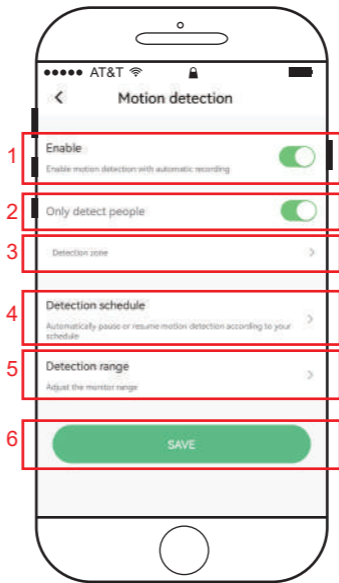 AT&T
Motion detection
1
Enable
Enable motion detection with automatic recording
2
Only detect people
3
Detection zone
4
Detection schedule
Automatically pause or resume motion detection according to your
schedule
5
Detection range
Adjust the monitor range
6
SAVE